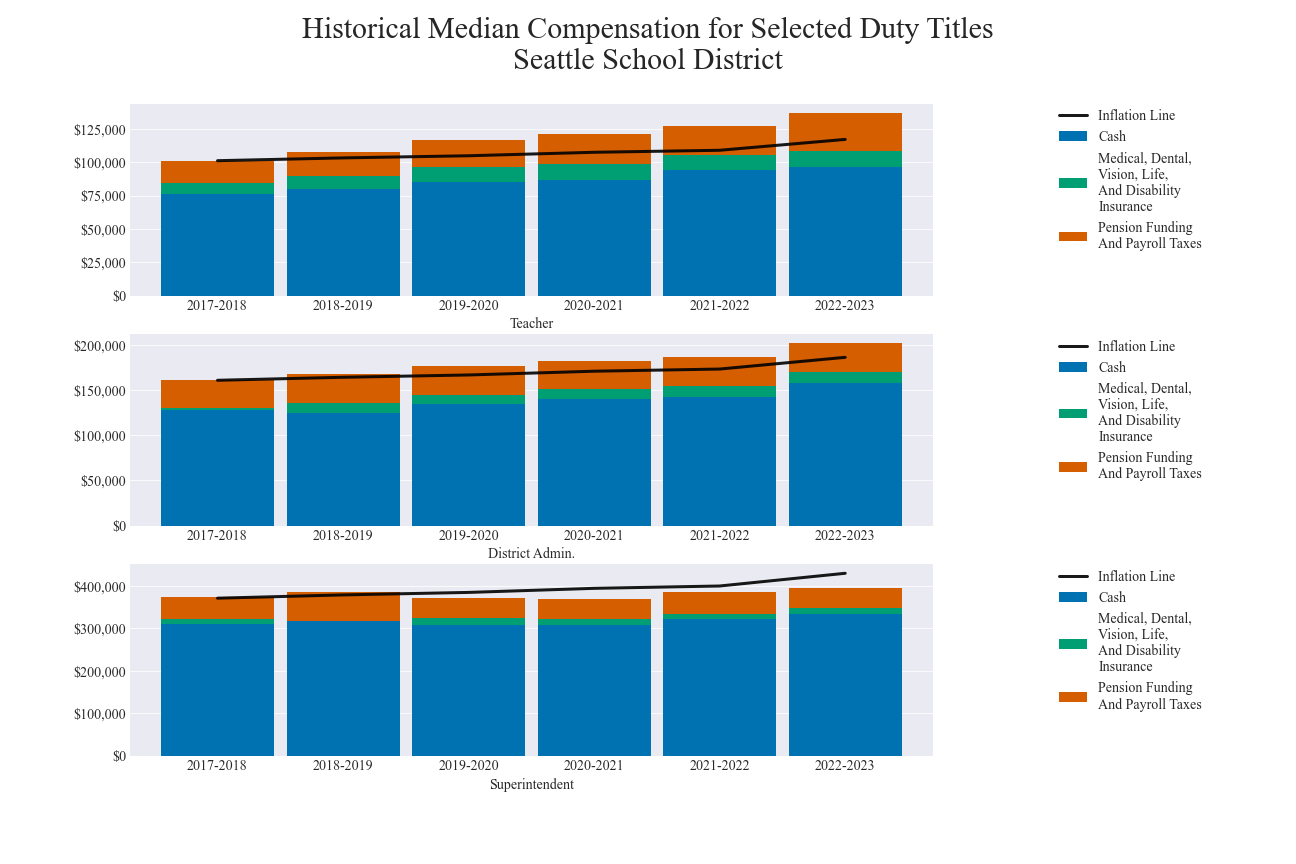 Historical Median Compensation for Selected Duty Titles
Seattle School District
$125,000
$100,000
$75,000
$50,000
$25,000
$0
2017-2018 2018-2019 2019-2020 2020-2021 2021-2022 2022-2023
Teacher
Inflation Line
Cash
Medical, Dental,
Vision, Life,
And Disability
Insurance
Pension Funding
And Payroll Taxes
$200,000
$150,000
$100,000
$50,000
$0
2017-2018 2018-2019 2019-2020 2020-2021 2021-2022 2022-2023
District Admin.
Inflation Line
Cash
Medical, Dental,
Vision, Life,
And Disability
Insurance
Pension Funding
And Payroll Taxes
$400,000
$300,000
$200,000
$100,000
$0
2017-2018 2018-2019 2019-2020 2020-2021 2021-2022 2022-2023
Superintendent
Inflation Line
Cash
Medical, Dental,
Vision, Life,
And Disability
Insurance
Pension Funding
And Payroll Taxes